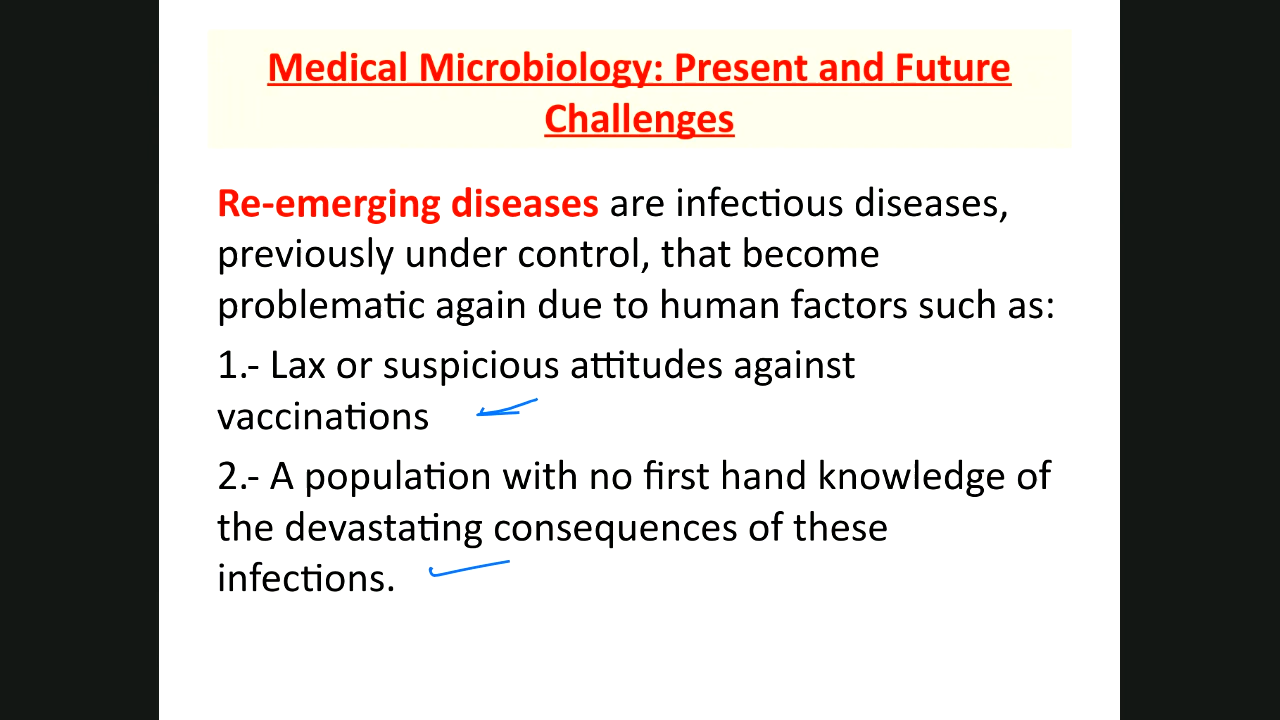 Medical Microbiology: Present and Future
Challenges
Re-emerging diseases are infectious diseases,
previously under control, that become
problematic again due to human factors such as:
1.- Lax or suspicious attitudes against
vaccinations
2.- A population with no first hand knowledge of
the devastating consequences of these
infections.